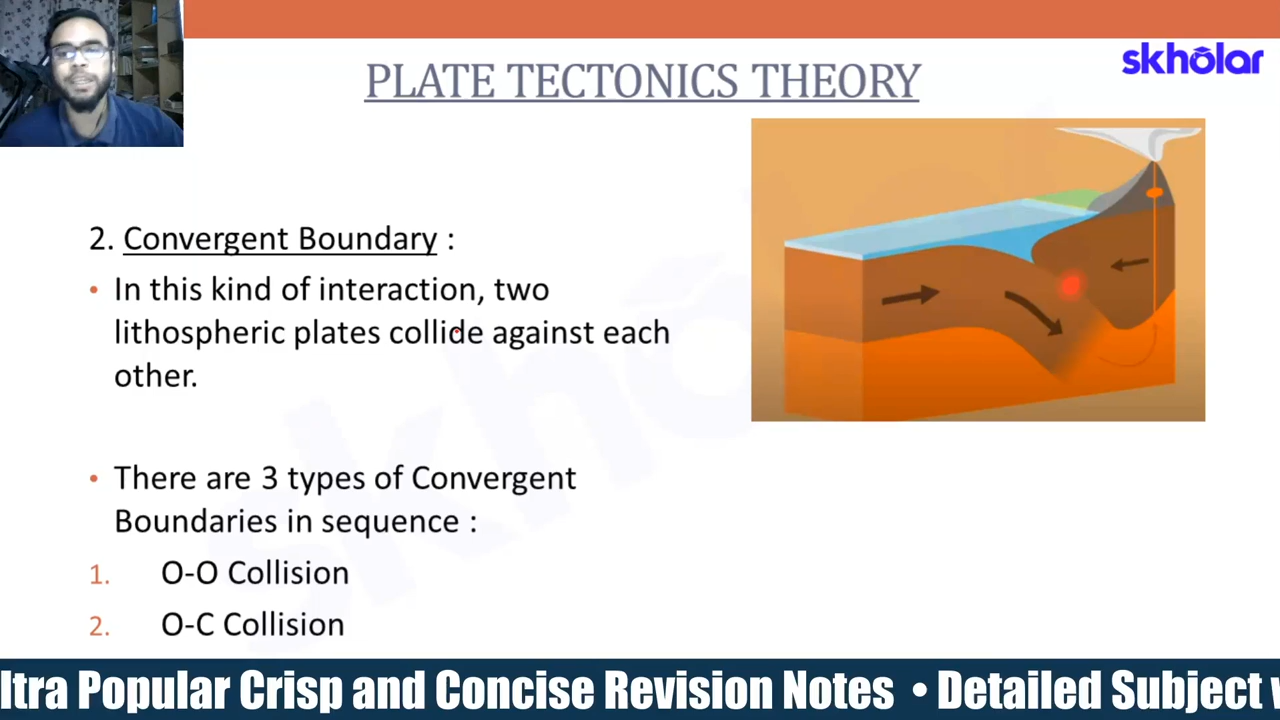 skholar
PLATE TECTONICS THEORY
2. Convergent Boundary :
• In this kind of interaction, two
lithospheric plates collide against each
other.
• There are 3 types of Convergent
Boundaries in sequence :
1. O-O Collision
2. O-C Collision
ltra Popular Crisp and Concise Revision Notes • Detailed Subject